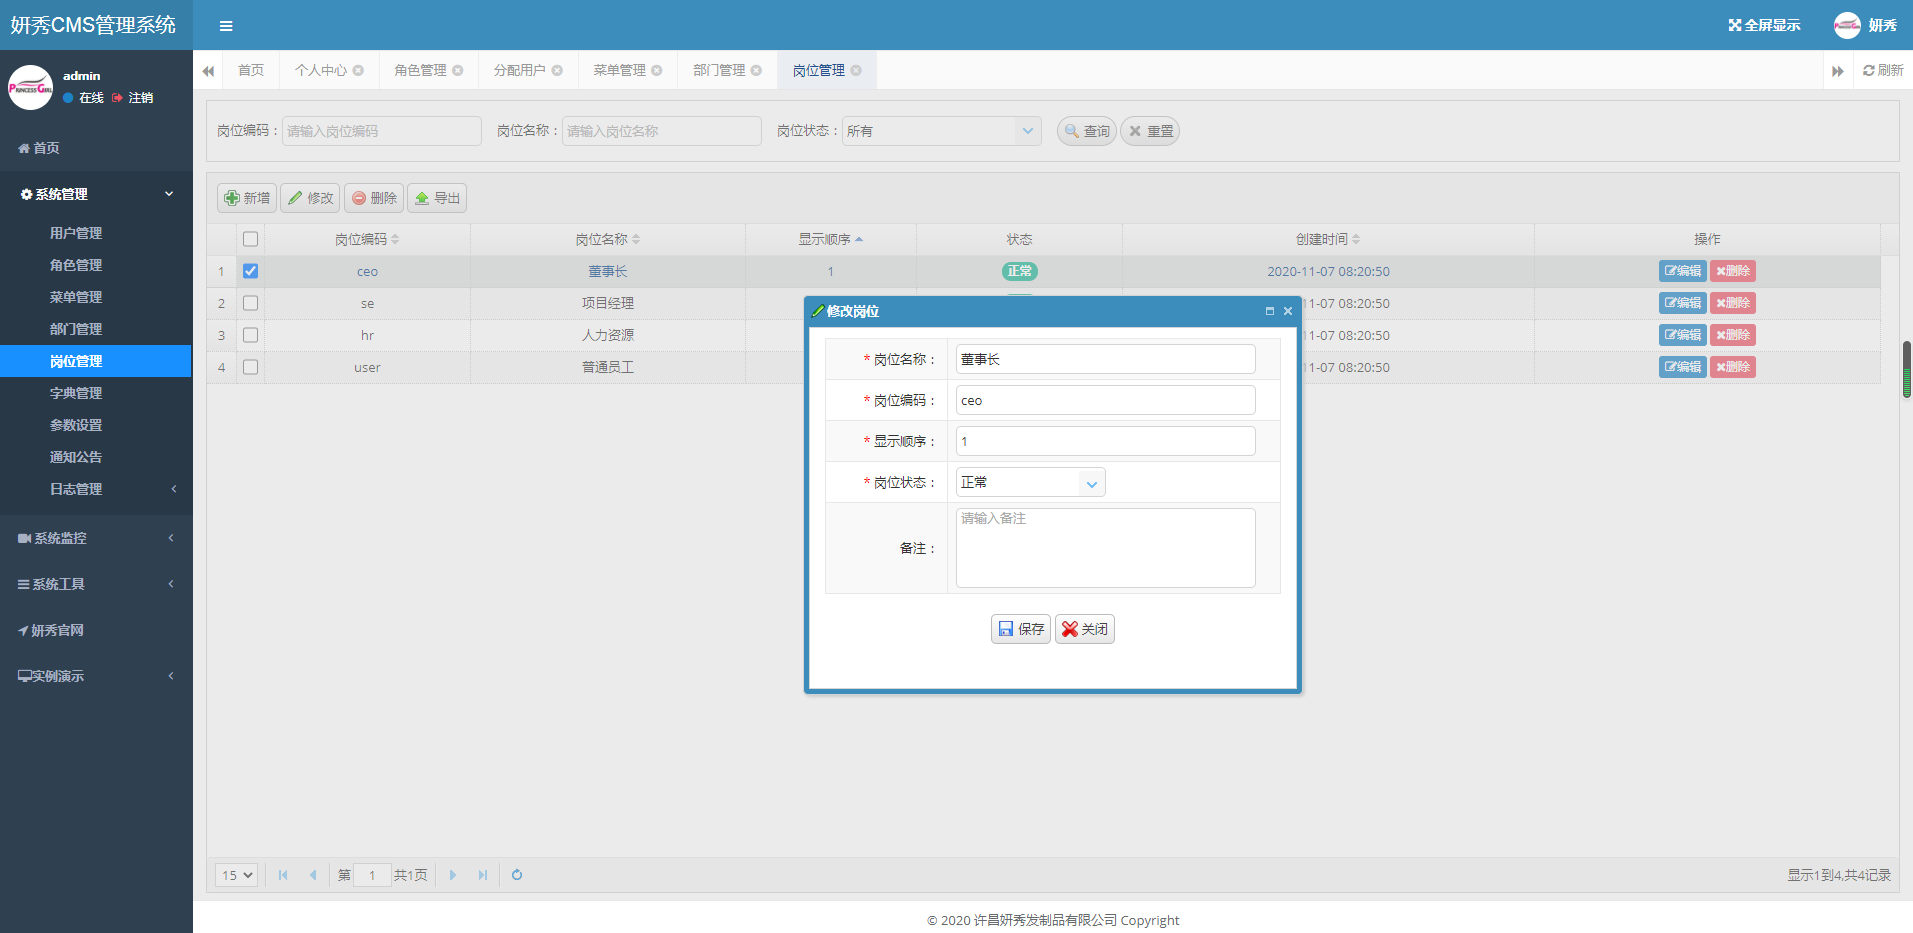 妍秀CMS管理系统
全屏显示
妍秀
PRINCESS GIRL
admin
在线 注销
首页
系统管理
用户管理
角色管理
菜单管理
部门管理
岗位管理
字典管理
参数设置
通知公告
日志管理
系统监控
系统工具
妍秀官网
实例演示
首页 个人中心 角色管理 分配用户 菜单管理 部门管理 岗位管理 刷新
岗位编码：请输入岗位编码 岗位名称：请输入岗位名称 岗位状态：所有 查询 重置
新增 修改 删除 导出
岗位编码 岗位名称 显示顺序 状态 创建时间 操作
1 ceo 董事长 1 正常 2020-11-07 08:20:50 编辑 删除
2 se 项目经理 11-07 08:20:50 编辑 删除
3 hr 人力资源 11-07 08:20:50 编辑 删除
4 user 普通员工 11-07 08:20:50 编辑 删除
修改岗位
* 岗位名称： 董事长
* 岗位编码： ceo
* 显示顺序： 1
* 岗位状态： 正常
备注： 请输入备注
保存 关闭
15 第 1 共1页 显示1到4,共4记录
© 2020 许昌妍秀发制品有限公司 Copyright